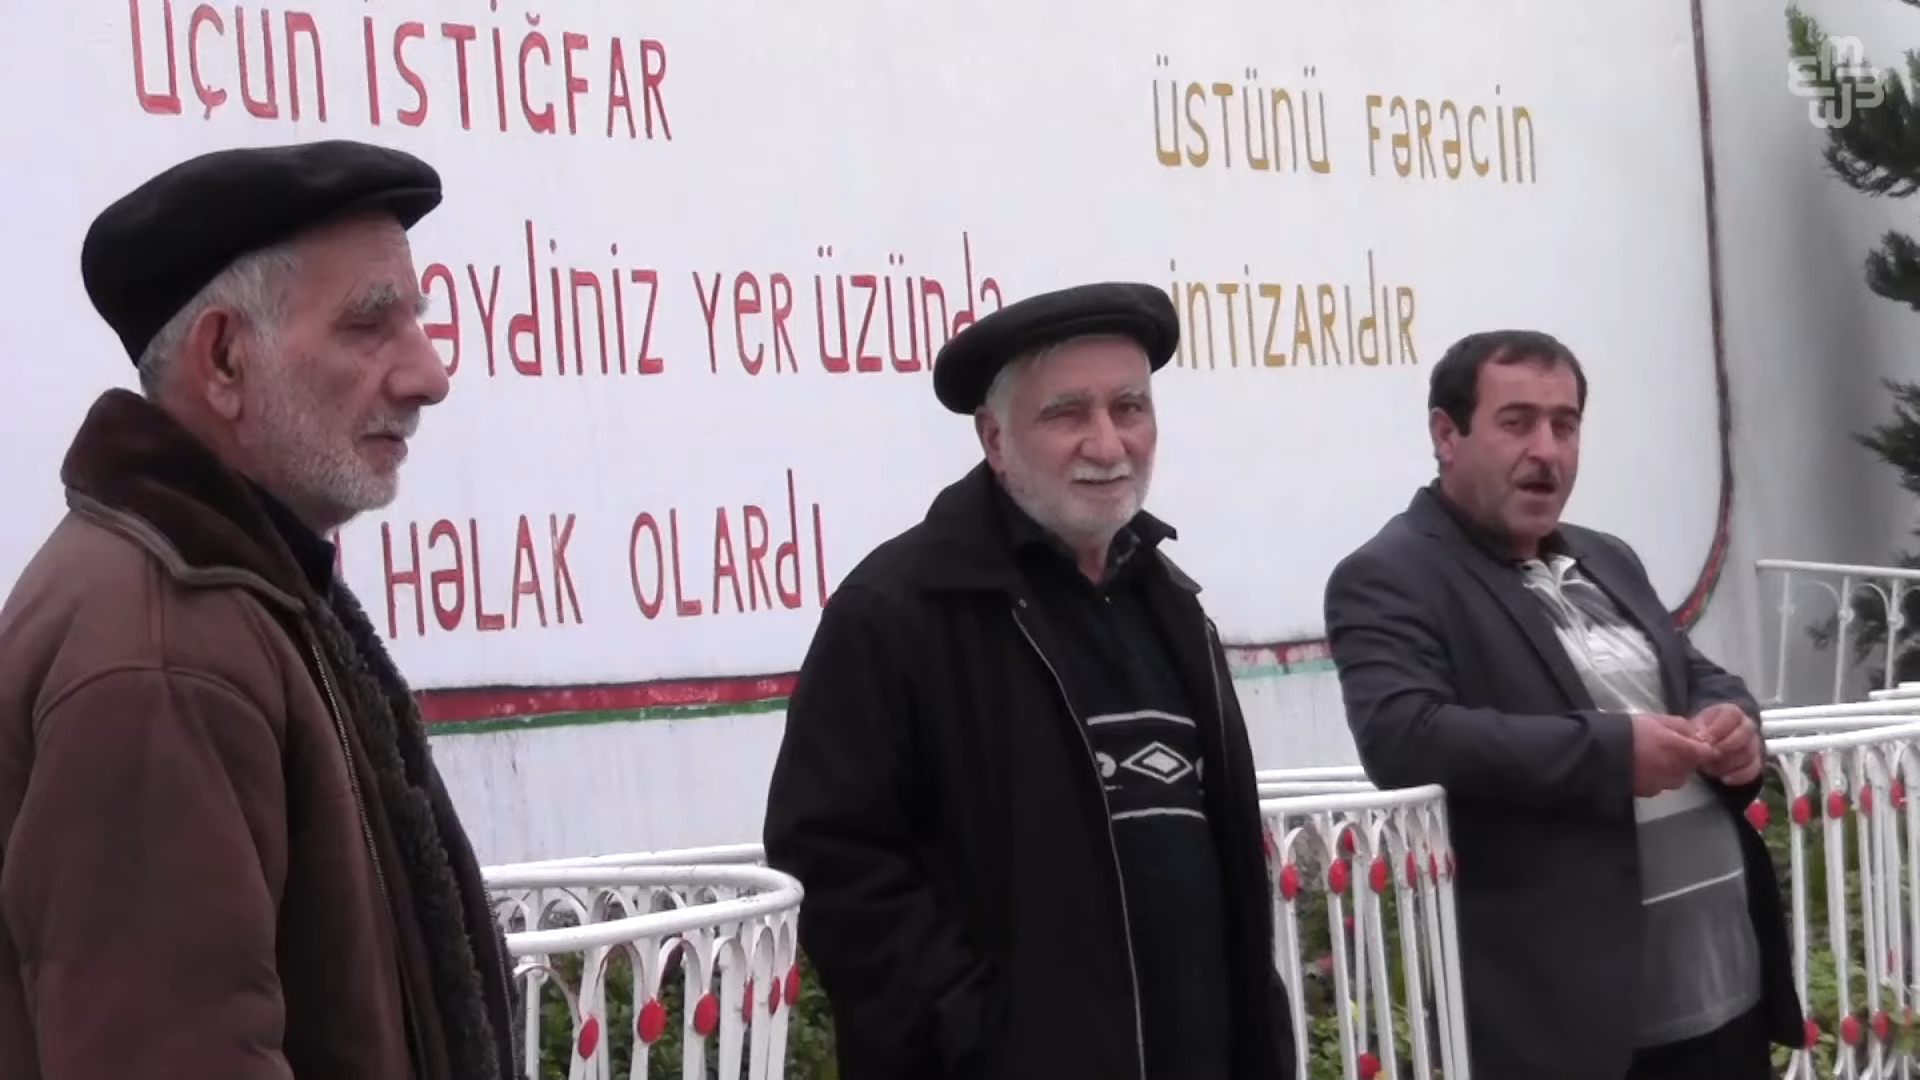 üçün istiğfar
əydiniz yer üzündə
həlak olardı
üstünü fərəcin
intizarıdır